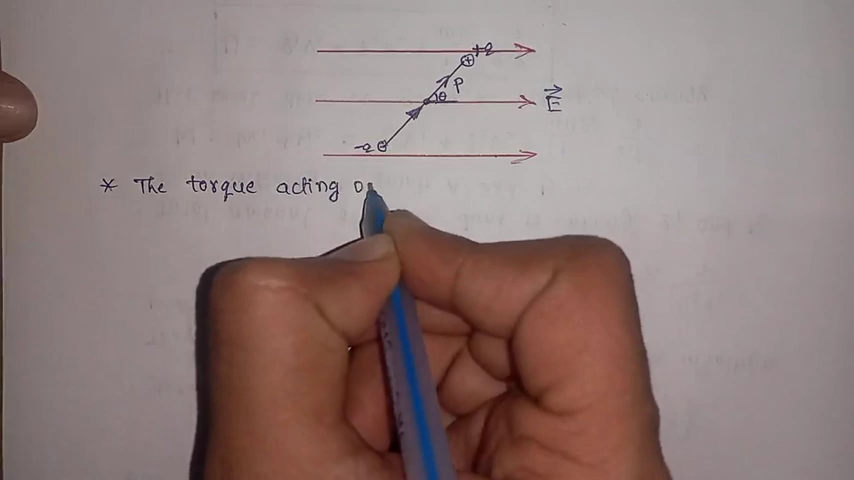 +q
P
θ
E
-q
* The torque acting o